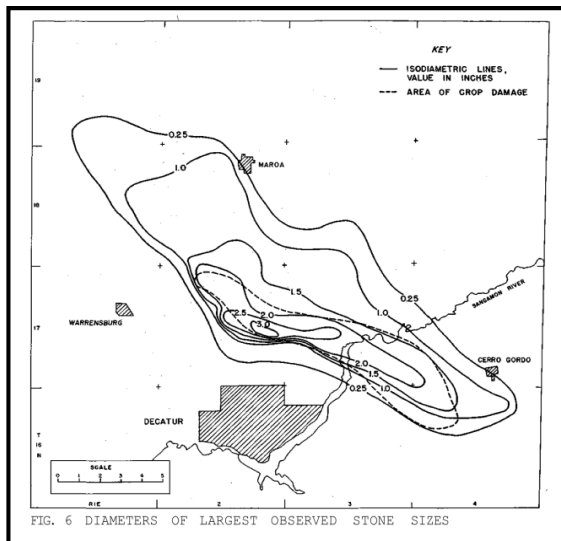 KEY
ISODIAMETRIC LINES,
VALUE IN INCHES
AREA OF CROP DAMAGE
19
0.25
MAROA
1.0
18
1.5
0.25
SANGAMON RIVER
2.5
2.0
1.0
3.0
2
WARRENSBURG
17
2.0
CERRO GORDO
1.5
0.25
1.0
DECATUR
T
16
N
SCALE
0 1 2 3 4 5
R1E 2 3 4
FIG. 6 DIAMETERS OF LARGEST OBSERVED STONE SIZES